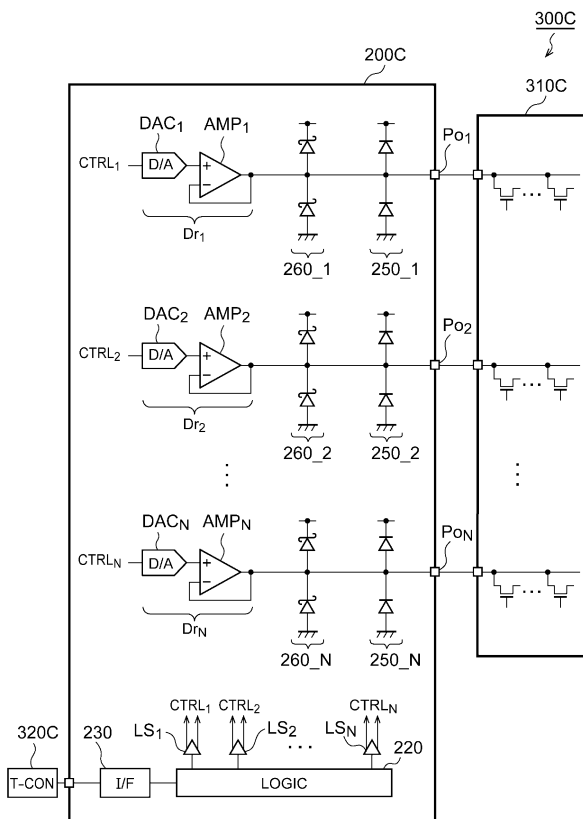 300C
200C
310C
DAC1 AMP1
CTRL1 D/A + − Po1
Dr1
260_1 250_1
DAC2 AMP2
CTRL2 D/A + − Po2
Dr2
260_2 250_2
DACN AMPN
CTRLN D/A + − PoN
DrN
260_N 250_N
CTRL1 CTRL2 CTRLN
320C 230 LS1 LS2 LSN 220
T-CON I/F LOGIC